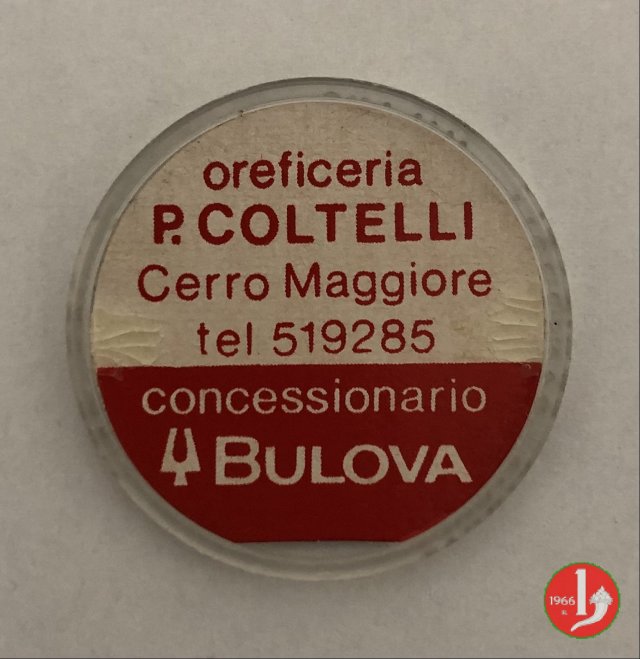 oreficeria
P. COLTELLI
Cerro Maggiore
tel 519285
concessionario
BULOVA
1966